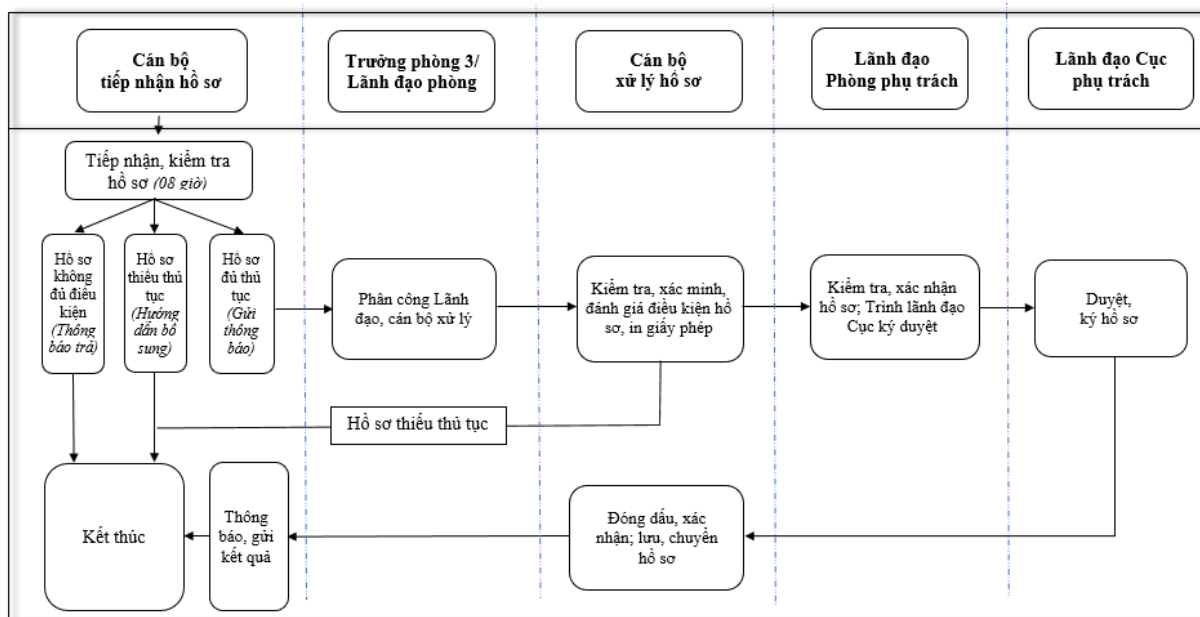 Cán bộ
tiếp nhận hồ sơ
Trưởng phòng 3/
Lãnh đạo phòng
Cán bộ
xử lý hồ sơ
Lãnh đạo
Phòng phụ trách
Lãnh đạo Cục
phụ trách
Tiếp nhận, kiểm tra
hồ sơ (08 giờ)
Hồ sơ
không
đủ điều
kiện
(Thông
báo trả)
Hồ sơ
thiếu thủ
tục
(Hướng
dẫn bổ
sung)
Hồ sơ
đủ thủ
tục
(Gửi
thông
báo)
Phân công Lãnh
đạo, cán bộ xử lý
Kiểm tra, xác minh,
đánh giá điều kiện hồ
sơ, in giấy phép
Kiểm tra, xác nhận
hồ sơ; Trình lãnh đạo
Cục ký duyệt
Duyệt,
ký hồ sơ
Hồ sơ thiếu thủ tục
Kết thúc
Thông
báo, gửi
kết quả
Đóng dấu, xác
nhận; lưu, chuyển
hồ sơ